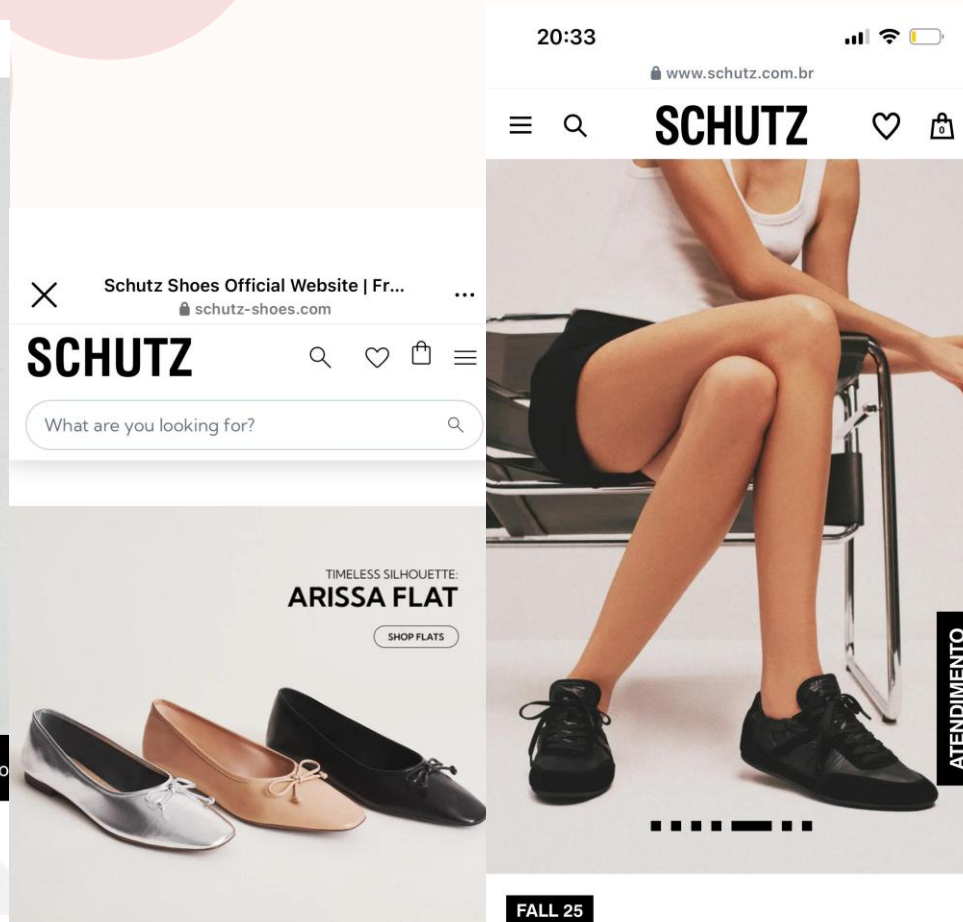 Schutz Shoes Official Website | Fr...
schutz-shoes.com
SCHUTZ
What are you looking for?
TIMELESS SILHOUETTE:
ARISSA FLAT
SHOP FLATS
20:33
www.schutz.com.br
SCHUTZ
0
ATENDIMENTO
FALL 25